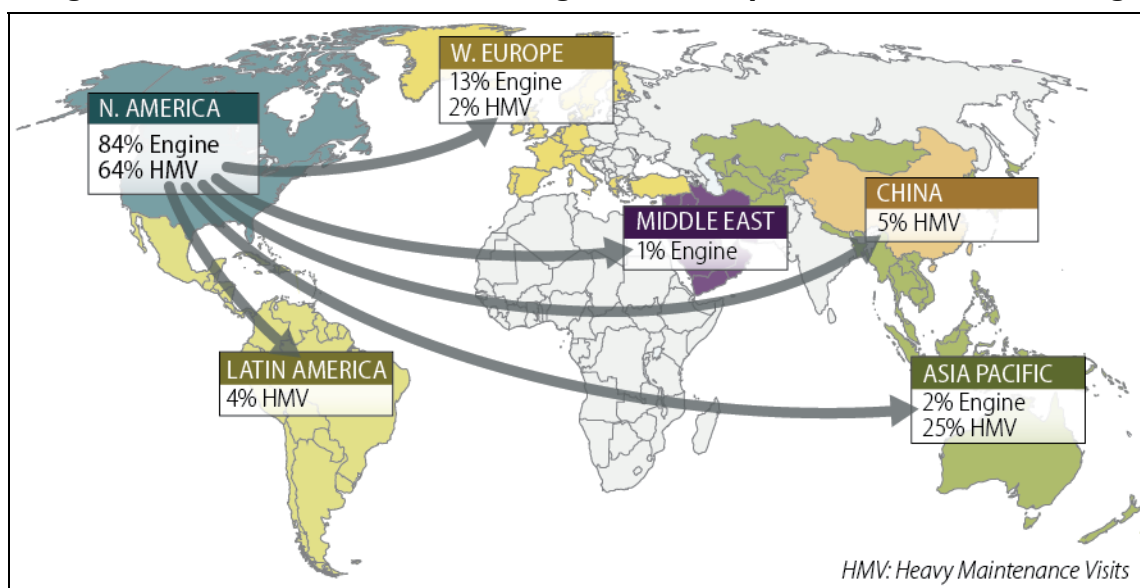 W. EUROPE
13% Engine
2% HMV
N. AMERICA
84% Engine
64% HMV
CHINA
5% HMV
MIDDLE EAST
1% Engine
LATIN AMERICA
4% HMV
ASIA PACIFIC
2% Engine
25% HMV
HMV: Heavy Maintenance Visits